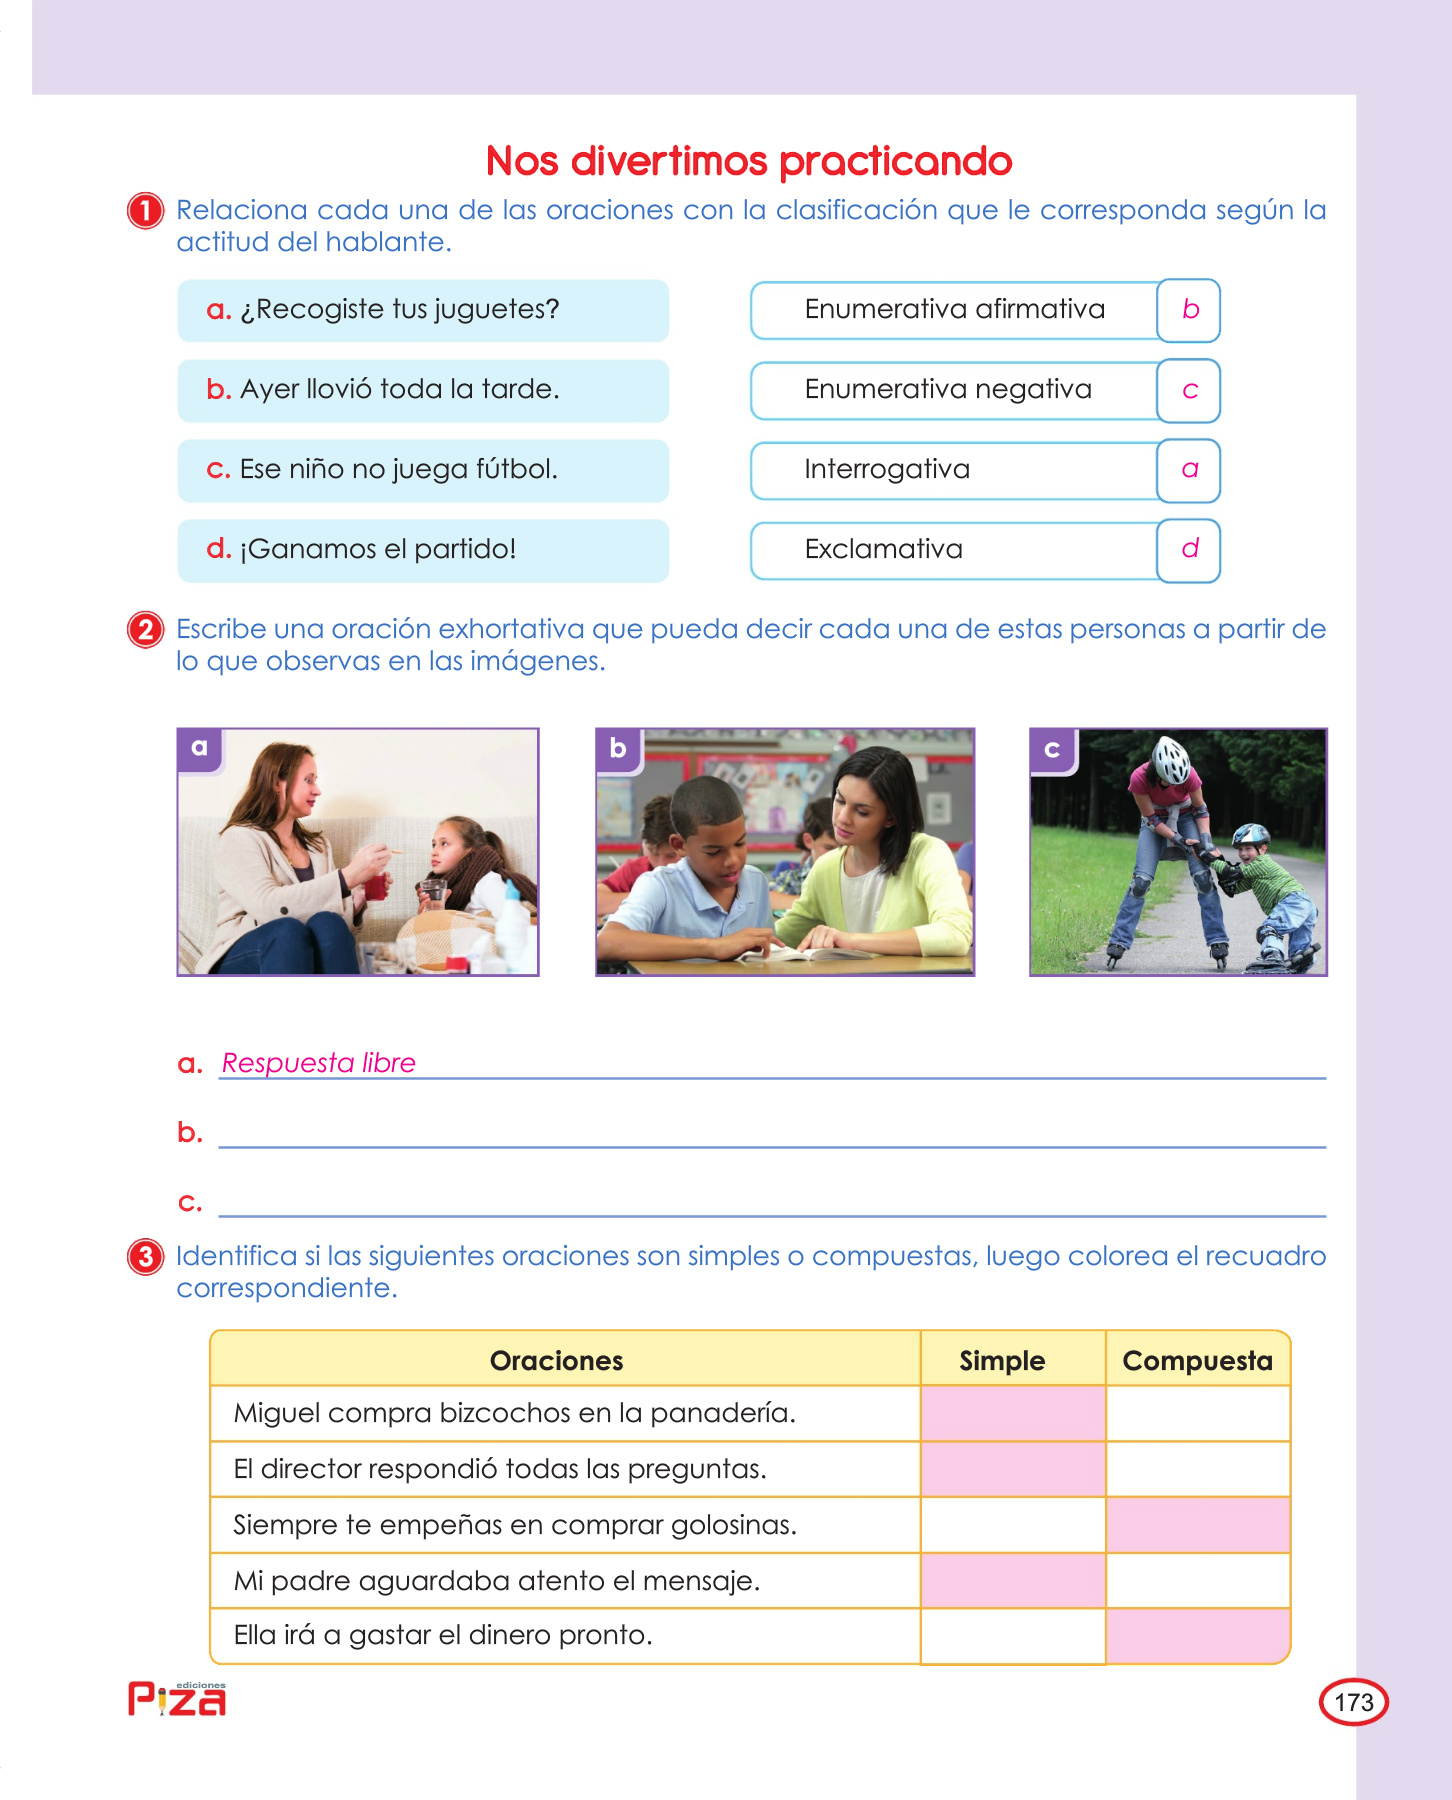 Nos divertimos practicando
1 Relaciona cada una de las oraciones con la clasificación que le corresponda según la
actitud del hablante.
a. ¿Recogiste tus juguetes?
Enumerativa afirmativa b
b. Ayer llovió toda la tarde.
Enumerativa negativa c
c. Ese niño no juega fútbol.
Interrogativa a
d. ¡Ganamos el partido!
Exclamativa d
2 Escribe una oración exhortativa que pueda decir cada una de estas personas a partir de
lo que observas en las imágenes.
a
b
c
a. Respuesta libre
b.
c.
3 Identifica si las siguientes oraciones son simples o compuestas, luego colorea el recuadro
correspondiente.
Oraciones Simple Compuesta
Miguel compra bizcochos en la panadería.
El director respondió todas las preguntas.
Siempre te empeñas en comprar golosinas.
Mi padre aguardaba atento el mensaje.
Ella irá a gastar el dinero pronto.
ediciones
Piza
173